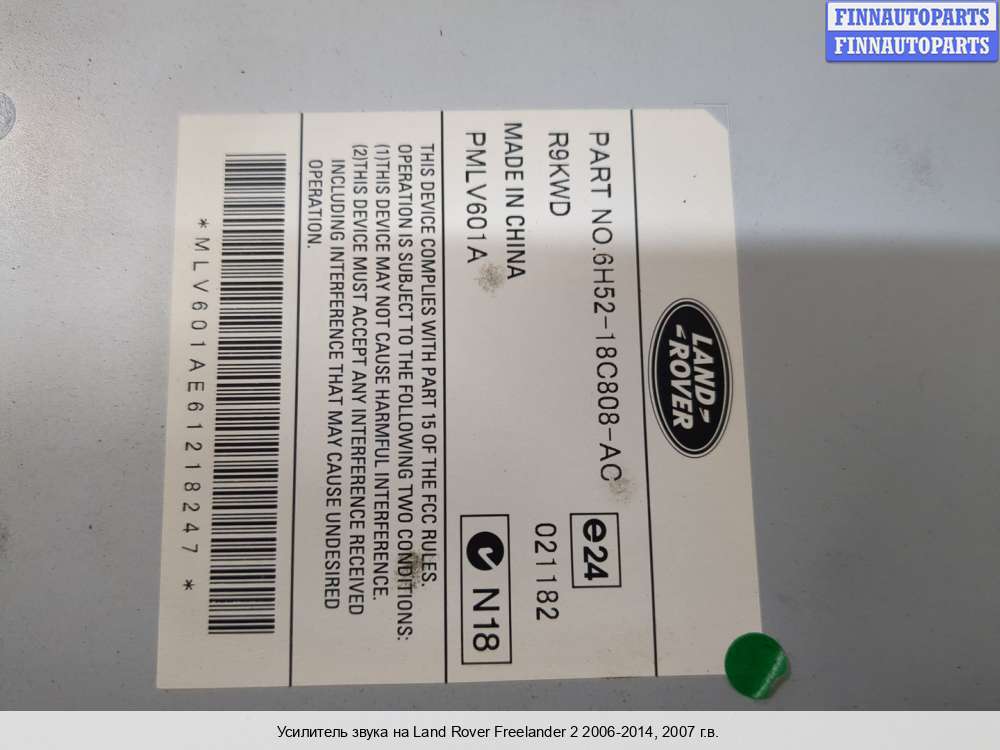 FINNAUTOPARTS
FINNAUTOPARTS
LAND
ROVER
PART NO.6H52-18C808-AC
R9KWD
e24
021182
MADE IN CHINA
PMLV601A
N18
THIS DEVICE COMPLIES WITH PART 15 OF THE FCC RULES.
OPERATION IS SUBJECT TO THE FOLLOWING TWO CONDITIONS:
(1)THIS DEVICE MAY NOT CAUSE HARMFUL INTERFERENCE.
(2)THIS DEVICE MUST ACCEPT ANY INTERFERENCE RECEIVED
INCLUDING INTERFERENCE THAT MAY CAUSE UNDESIRED
OPERATION.
*MLV601AE61218247*
Усилитель звука на Land Rover Freelander 2 2006-2014, 2007 г.в.